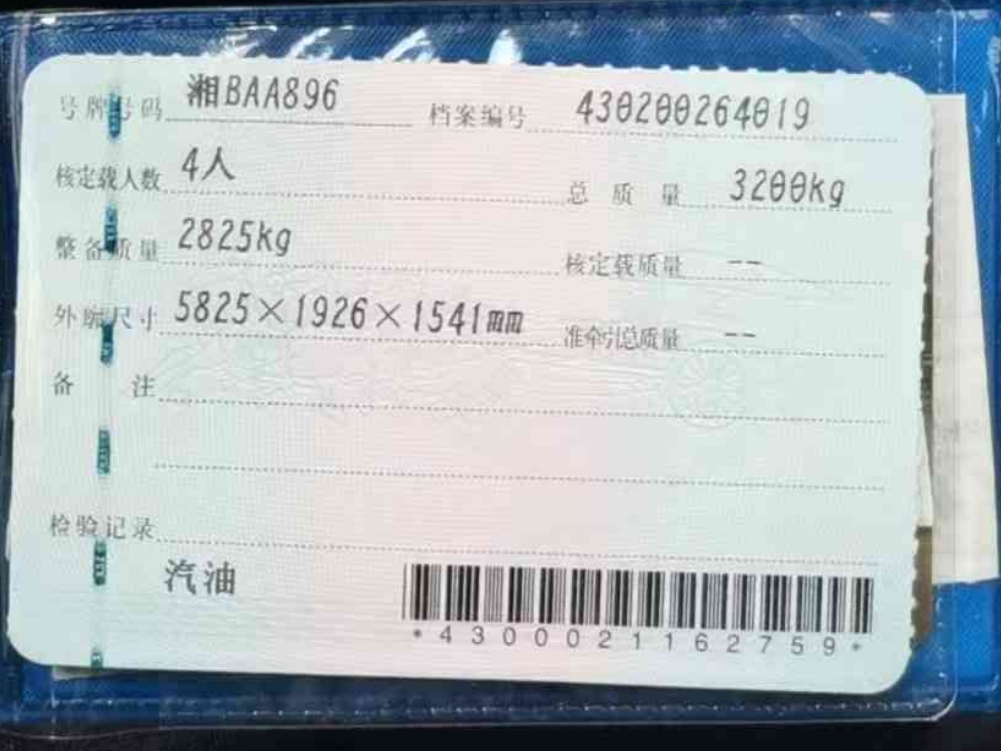 号牌号码 湘BAA896 档案编号 430200264019
核定载人数 4人 总质量 3200kg
整备质量 2825kg 核定载质量 --
外廓尺寸 5825×1926×1541mm 准牵引总质量 --
备注
检验记录
汽油
*4300021162759*